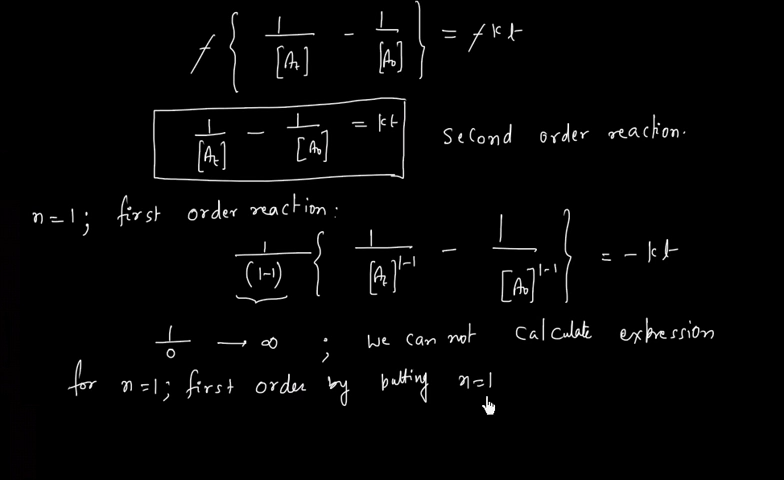 ⁄{ 1/[Aₜ] − 1/[A₀] } = ⁄kt
1/[Aₜ] − 1/[A₀] = kt Second order reaction.
n=1; first order reaction:
1/(1-1) { 1/[Aₜ]^1-1 − 1/[A₀]^1-1 } = -kt
1/0 → ∞ ; we can not calculate expression
for n=1; first order by putting n=1